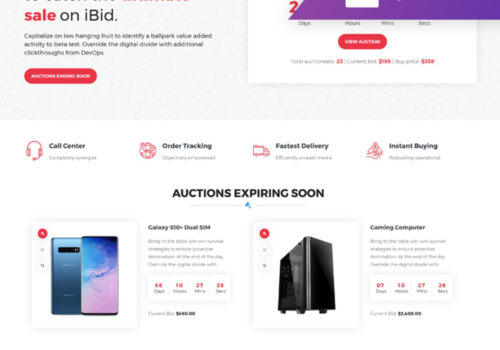 sale on iBid.
Capitalize on low hanging fruit to identify a ballpark value added
activity to beta test. Override the digital divide with additional
clickthroughs from DevOps.
AUCTIONS ENDING SOON
Days Hours Mins Secs
VIEW AUCTION
Total auctioneers: 23 | Current bid: $199 | Buy price: $359
Call Center
Completely synergize
Order Tracking
Objectively empowered
Fastest Delivery
Efficiently unleash media
Instant Buying
Podcasting operational
AUCTIONS EXPIRING SOON
Galaxy S10+ Dual SIM
Bring to the table win-win survival
strategies to ensure proactive
domination. At the end of the day.
Override the digital divide with
68 10 27 29
Days Hours Mins Secs
Current Bid: $490.00
Gaming Computer
Bring to the table win-win survival
strategies to ensure proactive
domination. At the end of the day.
Override the digital divide with
07 10 27 29
Days Hours Mins Secs
Current Bid: $2,400.00